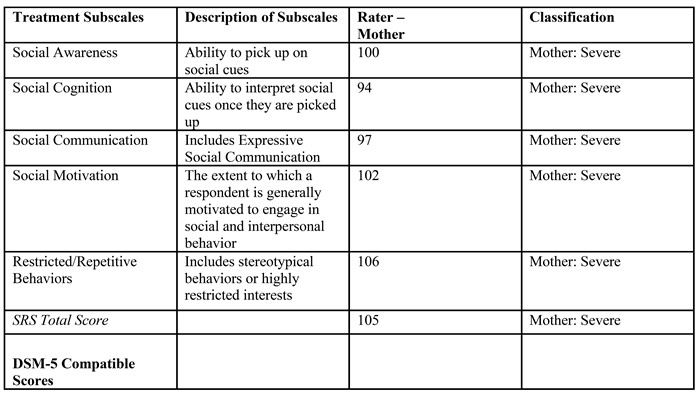 Treatment Subscales Description of Subscales Rater – Classification
Mother
Social Awareness Ability to pick up on 100 Mother: Severe
social cues
Social Cognition Ability to interpret social 94 Mother: Severe
cues once they are picked
up
Social Communication Includes Expressive 97 Mother: Severe
Social Communication
Social Motivation The extent to which a 102 Mother: Severe
respondent is generally
motivated to engage in
social and interpersonal
behavior
Restricted/Repetitive Includes stereotypical 106 Mother: Severe
Behaviors behaviors or highly
restricted interests
SRS Total Score 105 Mother: Severe
DSM-5 Compatible
Scores